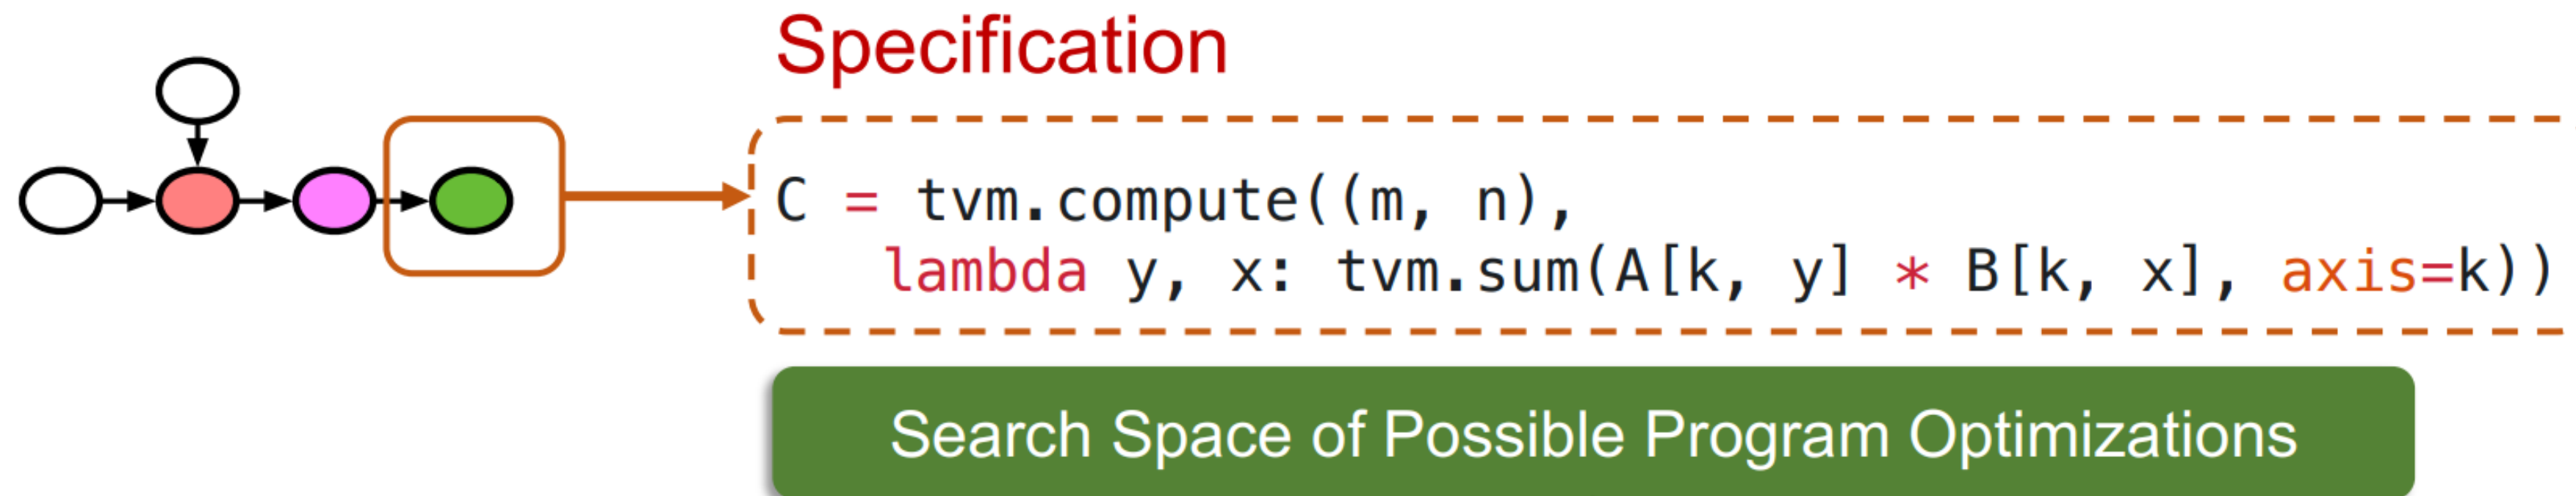 Specification
C = tvm.compute((m, n),
lambda y, x: tvm.sum(A[k, y] * B[k, x], axis=k))
Search Space of Possible Program Optimizations